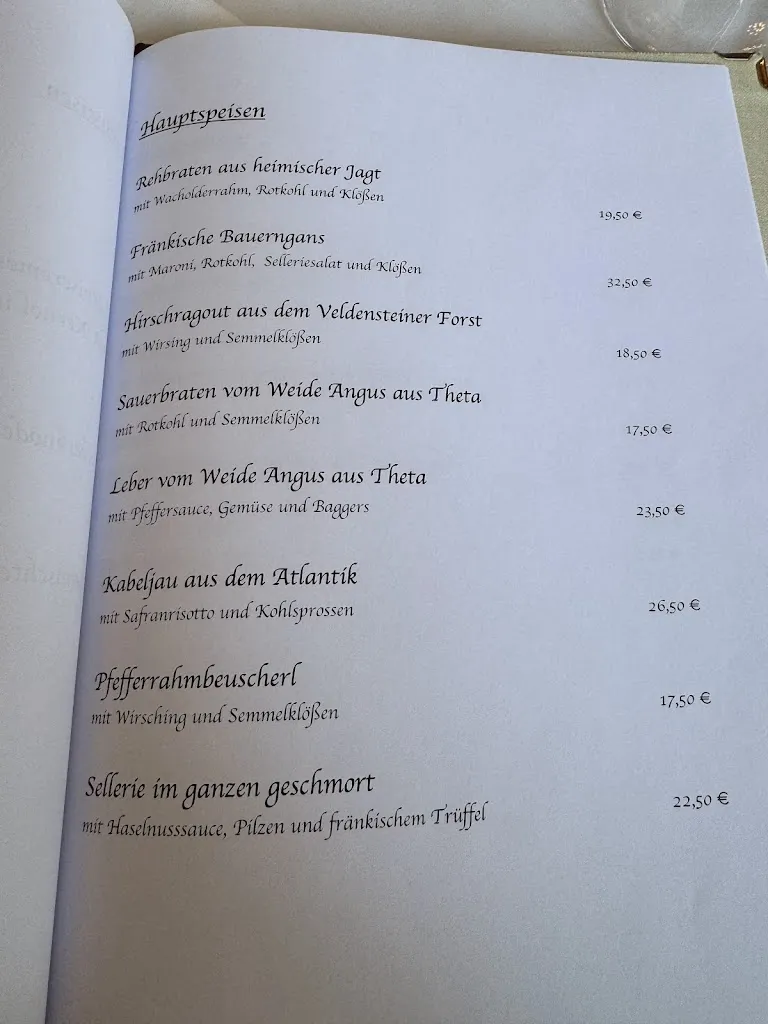 Hauptspeisen
Rehbraten aus heimischer Jagt
mit Wacholderrahm, Rotkohl und Klößen
19,50 €
Fränkische Bauerngans
mit Maroni, Rotkohl, Selleriesalat und Klößen
32,50 €
Hirschragout aus dem Veldensteiner Forst
mit Wirsing und Semmelklößen
18,50 €
Sauerbraten vom Weide Angus aus Theta
mit Rotkohl und Semmelklößen
17,50 €
Leber vom Weide Angus aus Theta
mit Pfeffersauce, Gemüse und Baggers
23,50 €
Kabeljau aus dem Atlantik
mit Safranrisotto und Kohlsprossen
26,50 €
Pfefferrahmbeuscherl
mit Wirsching und Semmelklößen
17,50 €
Sellerie im ganzen geschmort
mit Haselnusssauce, Pilzen und fränkischem Trüffel
22,50 €